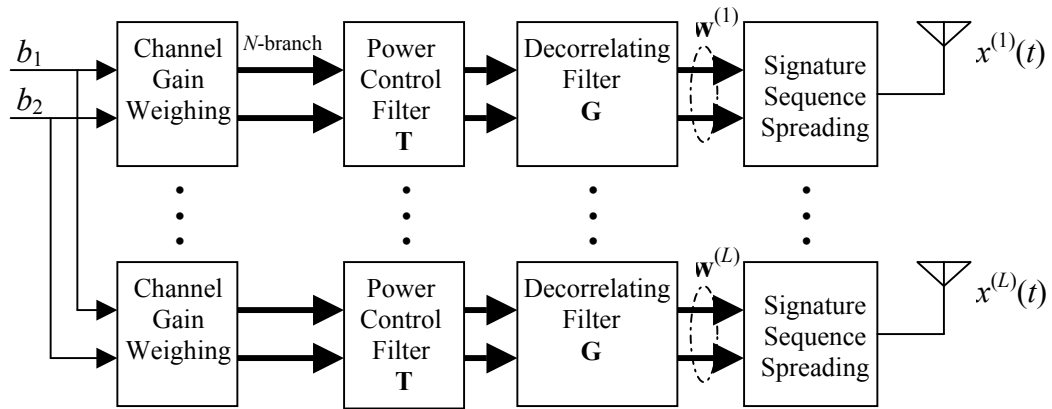 b₁
b₂
Channel
Gain
Weighing
N-branch
Power
Control
Filter
T
Decorrelating
Filter
G
w⁽¹⁾
Signature
Sequence
Spreading
x⁽¹⁾(t)
Channel
Gain
Weighing
Power
Control
Filter
T
Decorrelating
Filter
G
w⁽ᴸ⁾
Signature
Sequence
Spreading
x⁽ᴸ⁾(t)